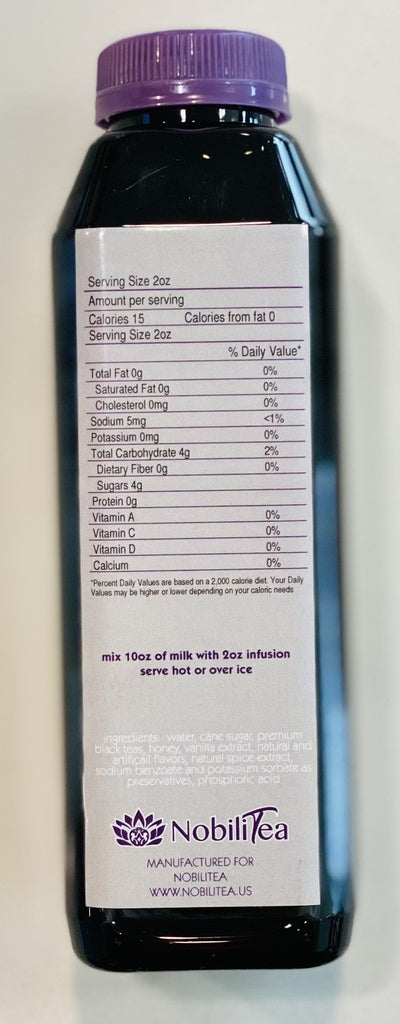 Serving Size 2oz
Amount per serving
Calories 15 Calories from fat 0
Serving Size 2oz
% Daily Value*
Total Fat 0g 0%
Saturated Fat 0g 0%
Cholesterol 0mg 0%
Sodium 5mg <1%
Potassium 0mg 0%
Total Carbohydrate 4g 2%
Dietary Fiber 0g 0%
Sugars 4g
Protein 0g
Vitamin A 0%
Vitamin C 0%
Vitamin D 0%
Calcium 0%
*Percent Daily Values are based on a 2,000 calorie diet. Your Daily
Values may be higher or lower depending on your caloric needs
mix 10oz of milk with 2oz infusion
serve hot or over ice
ingredients: water, cane sugar, premium
black teas, honey, vanilla extract, natural and
artificail flavors, natural spice extract,
sodium benzoate and potassium sorbate as
preservatives, phosphoric acid
NobiliTea
MANUFACTURED FOR
NOBILITEA
WWW.NOBILITEA.US